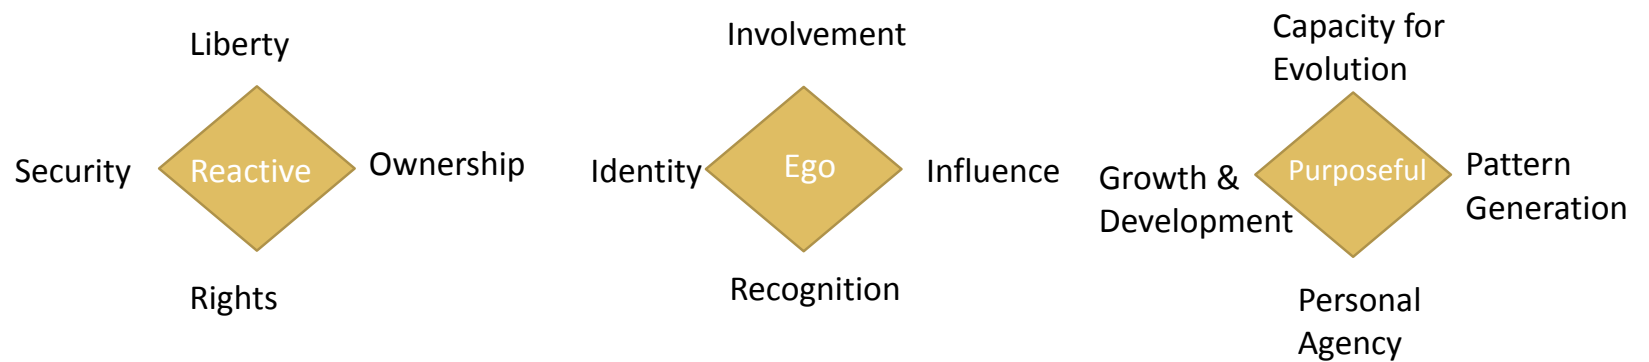 Liberty
Security
Reactive
Ownership
Rights
Involvement
Identity
Ego
Influence
Recognition
Capacity for
Evolution
Growth &
Development
Purposeful
Pattern
Generation
Personal
Agency